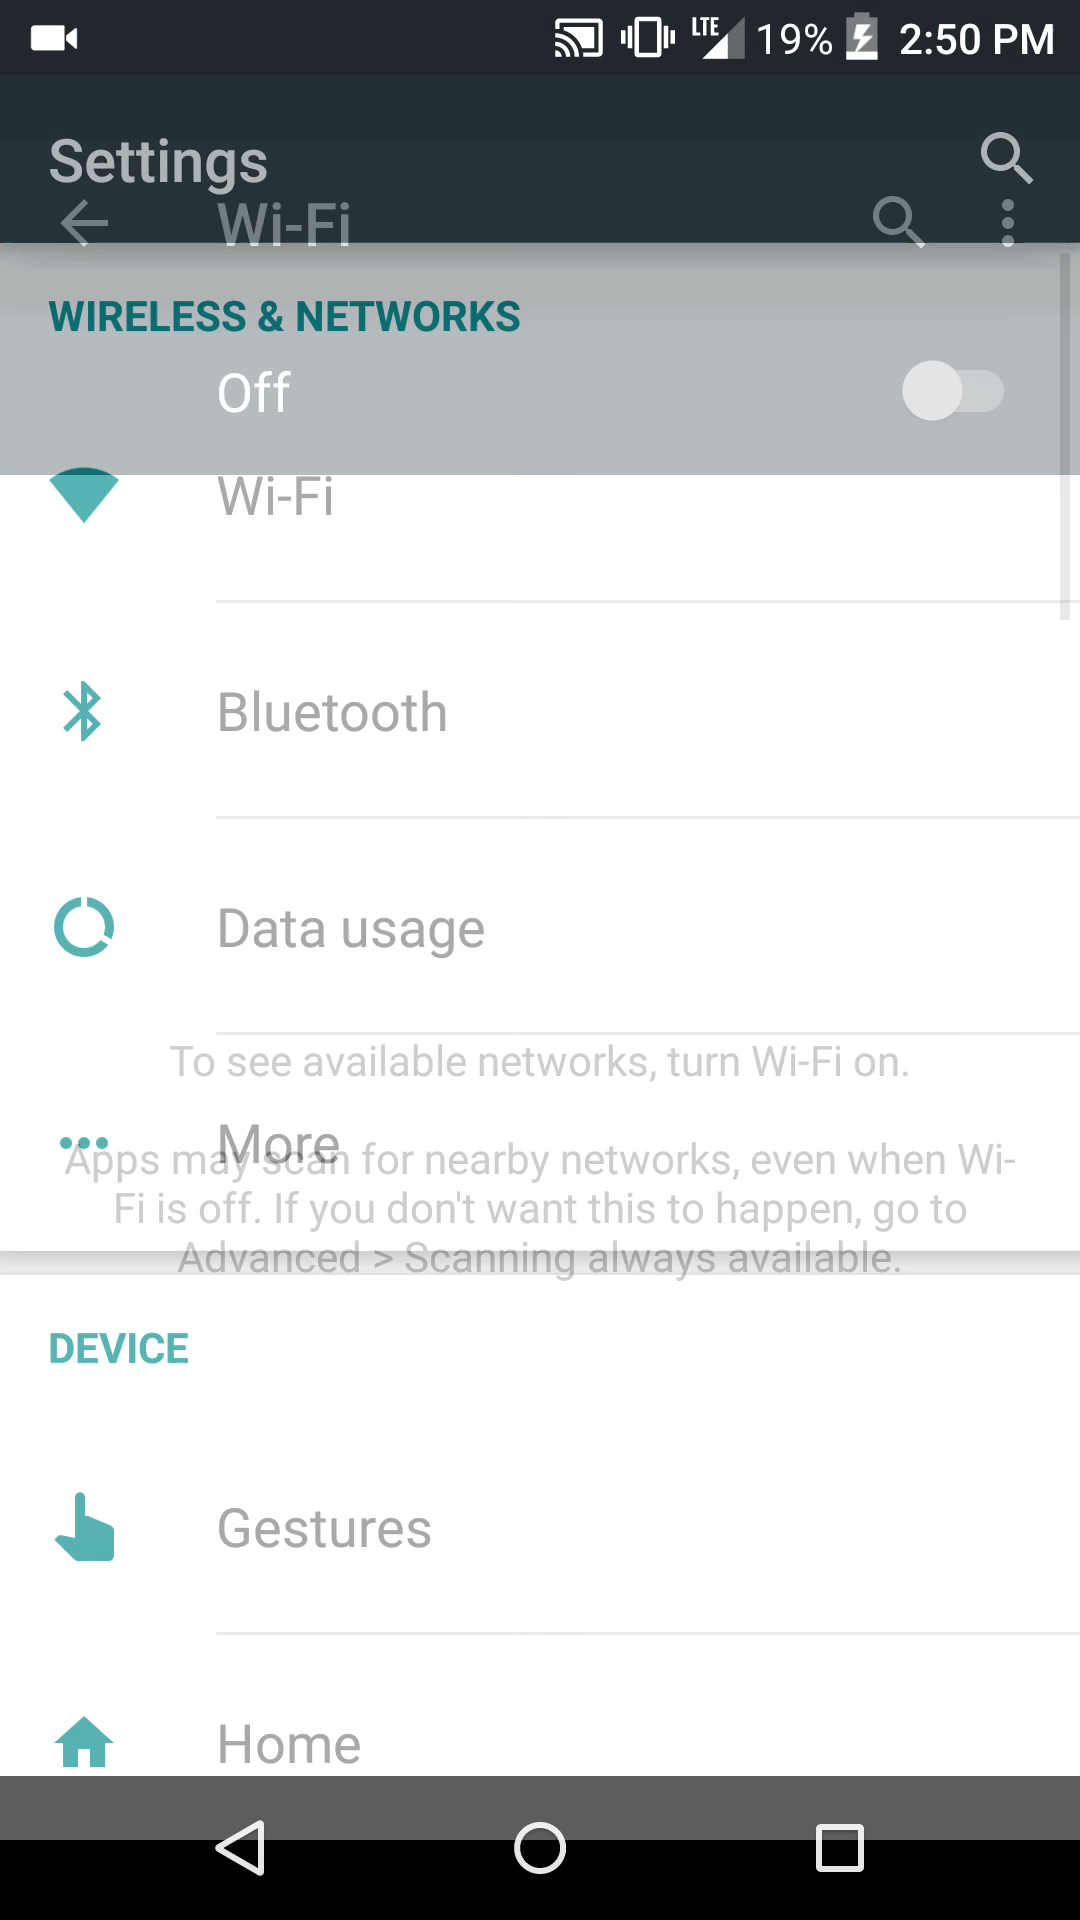 LTE 19% 2:50 PM
Settings
Wi-Fi
WIRELESS & NETWORKS
Off
Wi-Fi
Bluetooth
Data usage
To see available networks, turn Wi-Fi on.
More
Apps may scan for nearby networks, even when Wi-
Fi is off. If you don't want this to happen, go to
Advanced > Scanning always available.
DEVICE
Gestures
Home